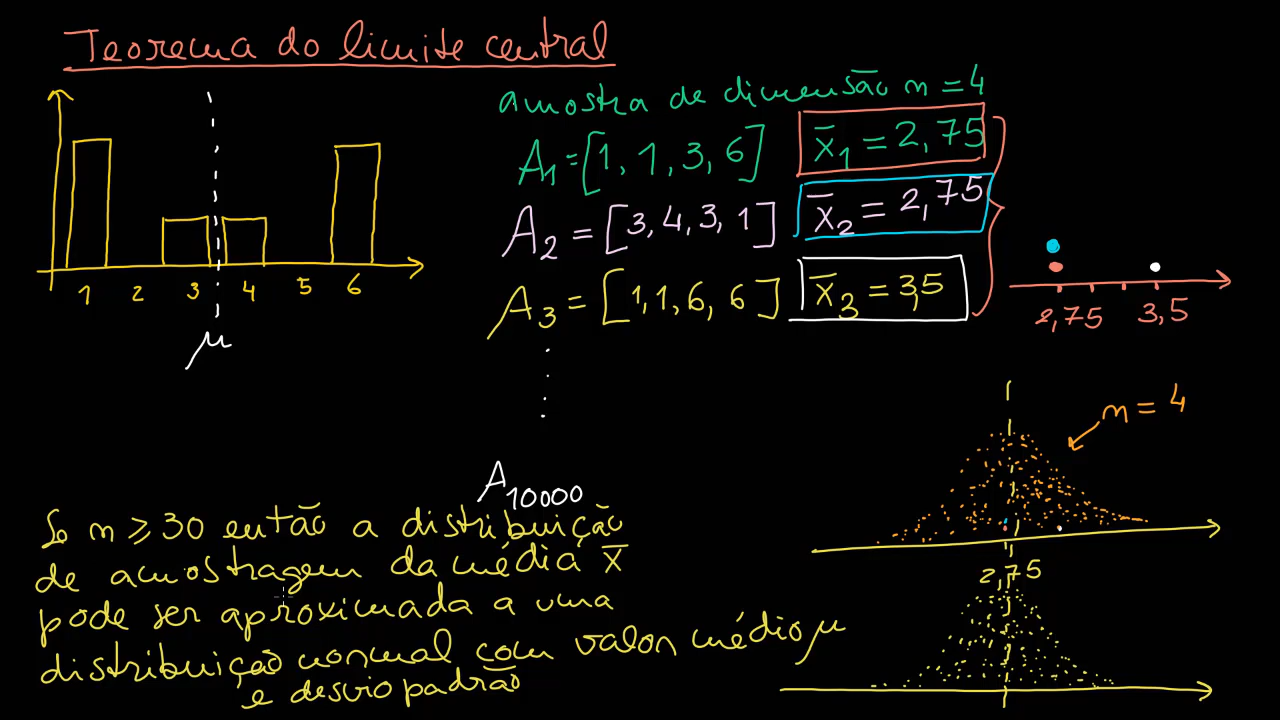 Teorema do limite central
1 2 3 4 5 6
μ
amostra de dimensão n = 4
A1 = [1, 1, 3, 6] x̄1 = 2,75
A2 = [3, 4, 3, 1] x̄2 = 2,75
A3 = [1, 1, 6, 6] x̄3 = 3,5
A10000
2,75 3,5
n = 4
2,75
Se n ≥ 30 então a distribuição
de amostragem da média x̄
pode ser aproximada a uma
distribuição normal com valor médio μ
e desvio padrão